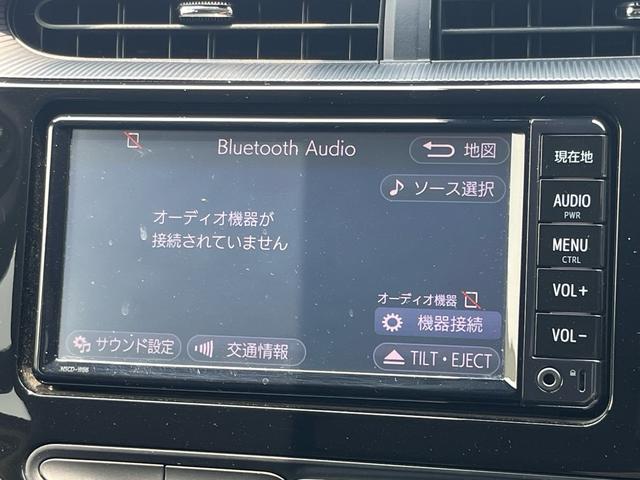 Bluetooth Audio
地図
現在地
ソース選択
AUDIO
PWR
オーディオ機器が
接続されていません
MENU
CTRL
VOL+
オーディオ機器
機器接続
VOL-
サウンド設定
交通情報
TILT・EJECT